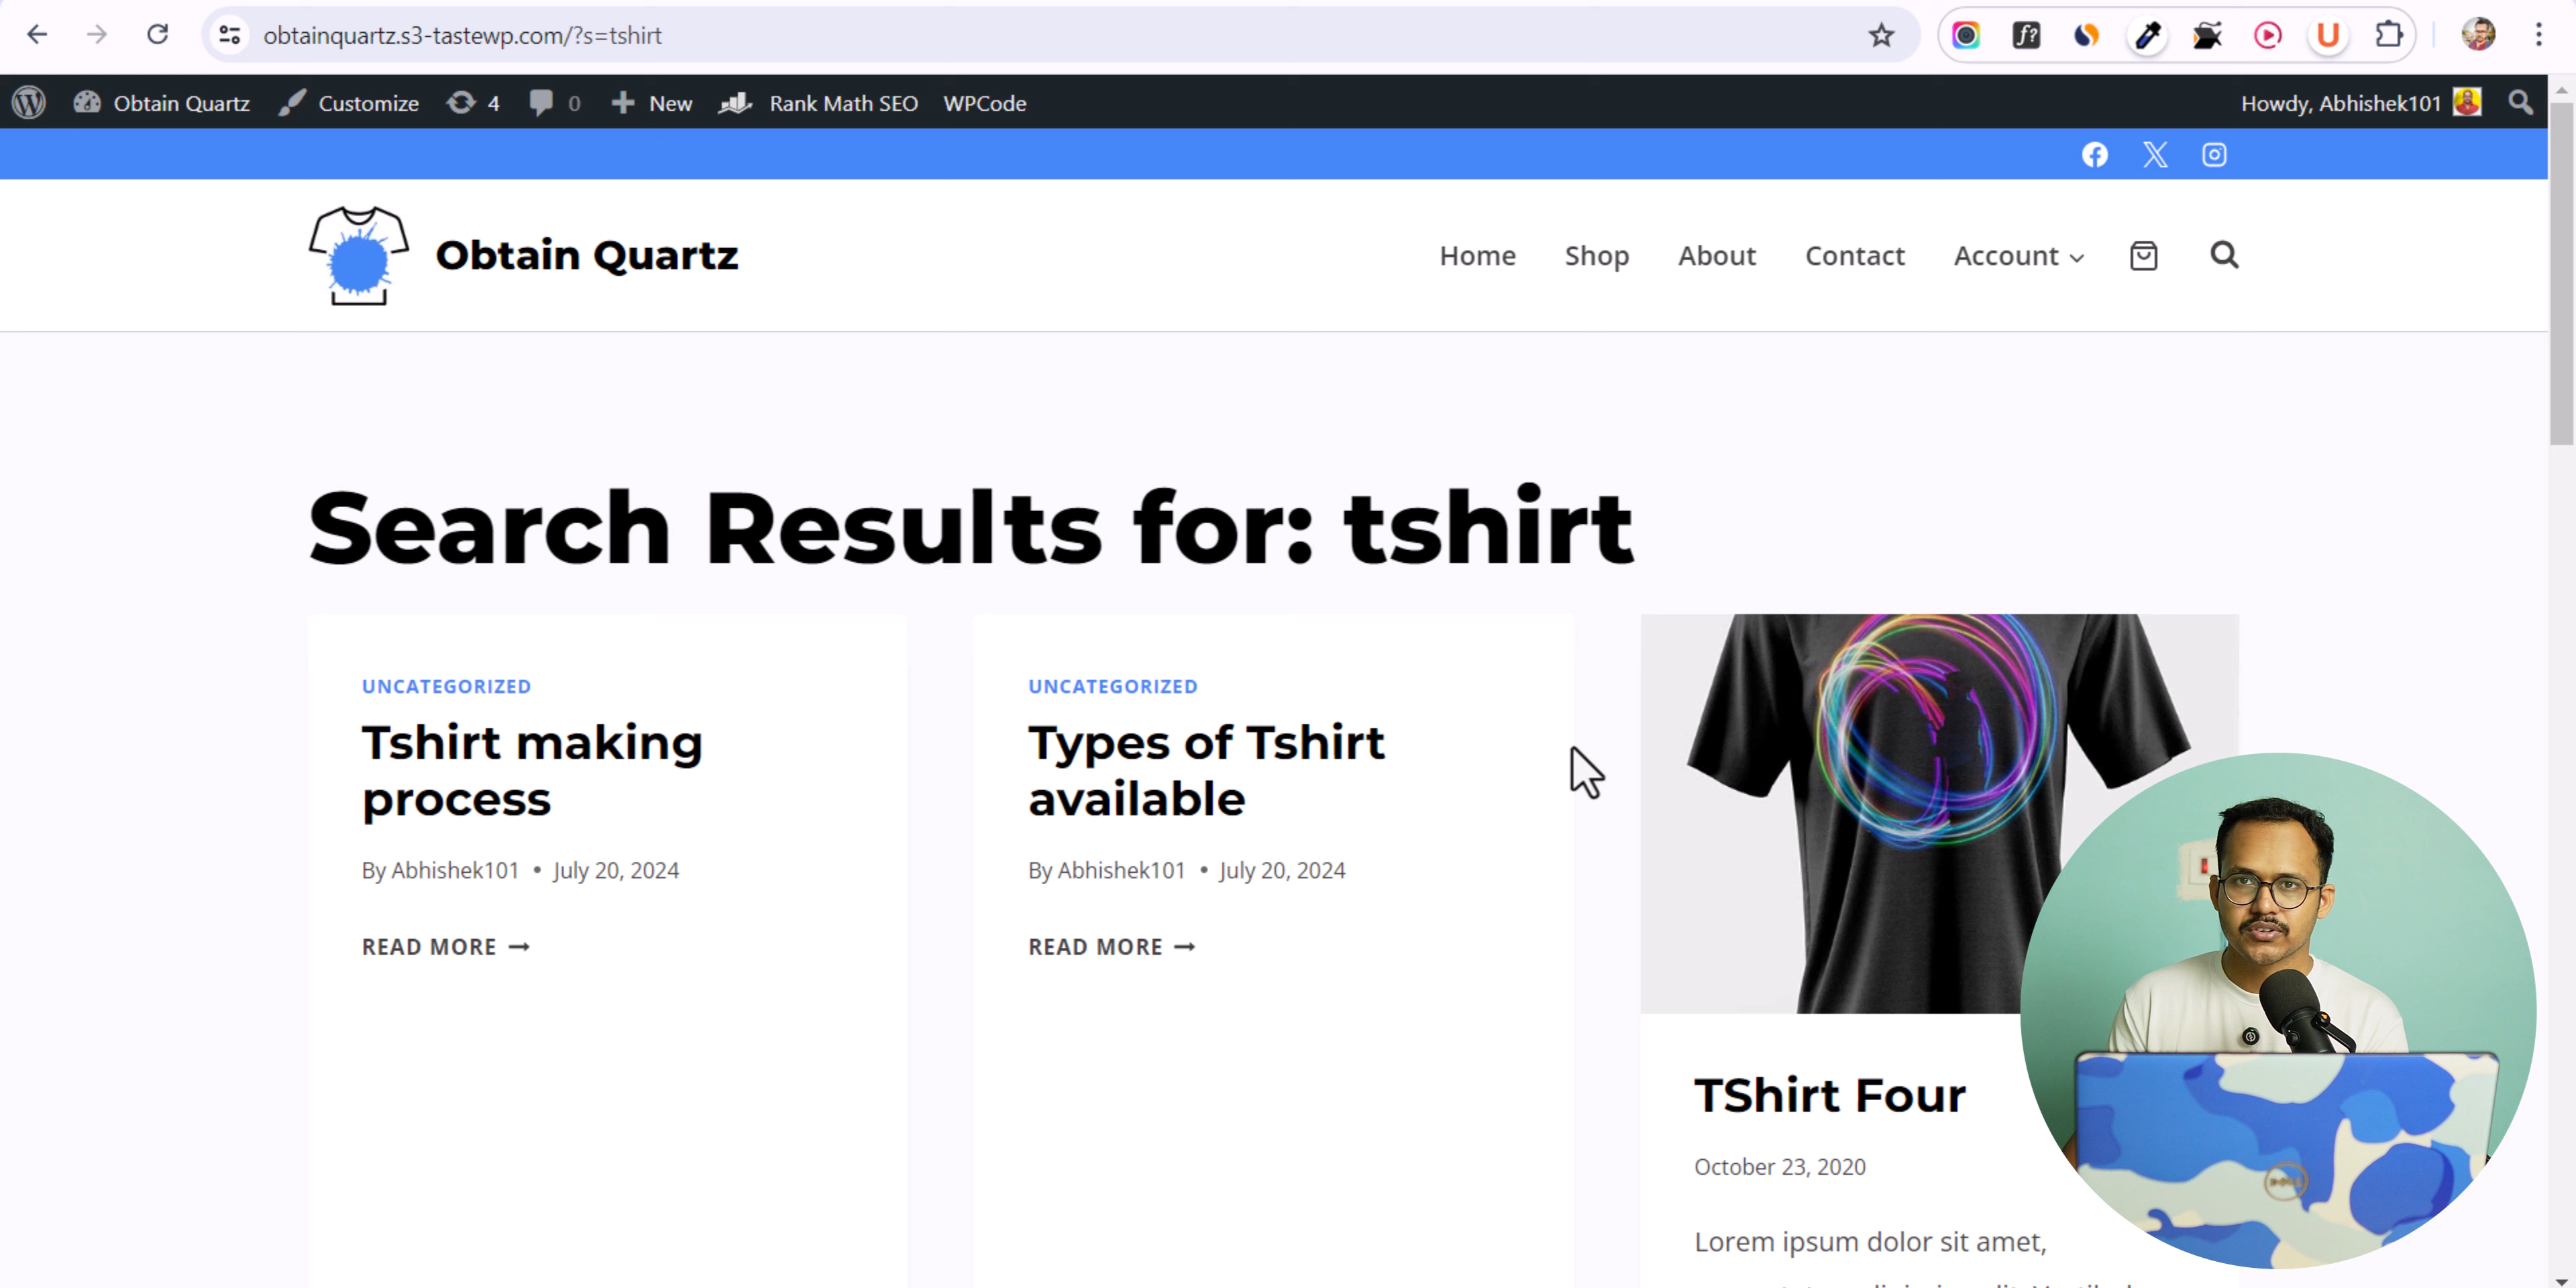 obtainquartz.s3-tastewp.com/?s=tshirt
f?
U
Obtain Quartz
Customize
4
0
New
Rank Math SEO
WPCode
Howdy, Abhishek101
Obtain Quartz
Home
Shop
About
Contact
Account
Search Results for: tshirt
UNCATEGORIZED
Tshirt making
process
By Abhishek101 • July 20, 2024
READ MORE →
UNCATEGORIZED
Types of Tshirt
available
By Abhishek101 • July 20, 2024
READ MORE →
TShirt Four
October 23, 2020
Lorem ipsum dolor sit amet,
DELL